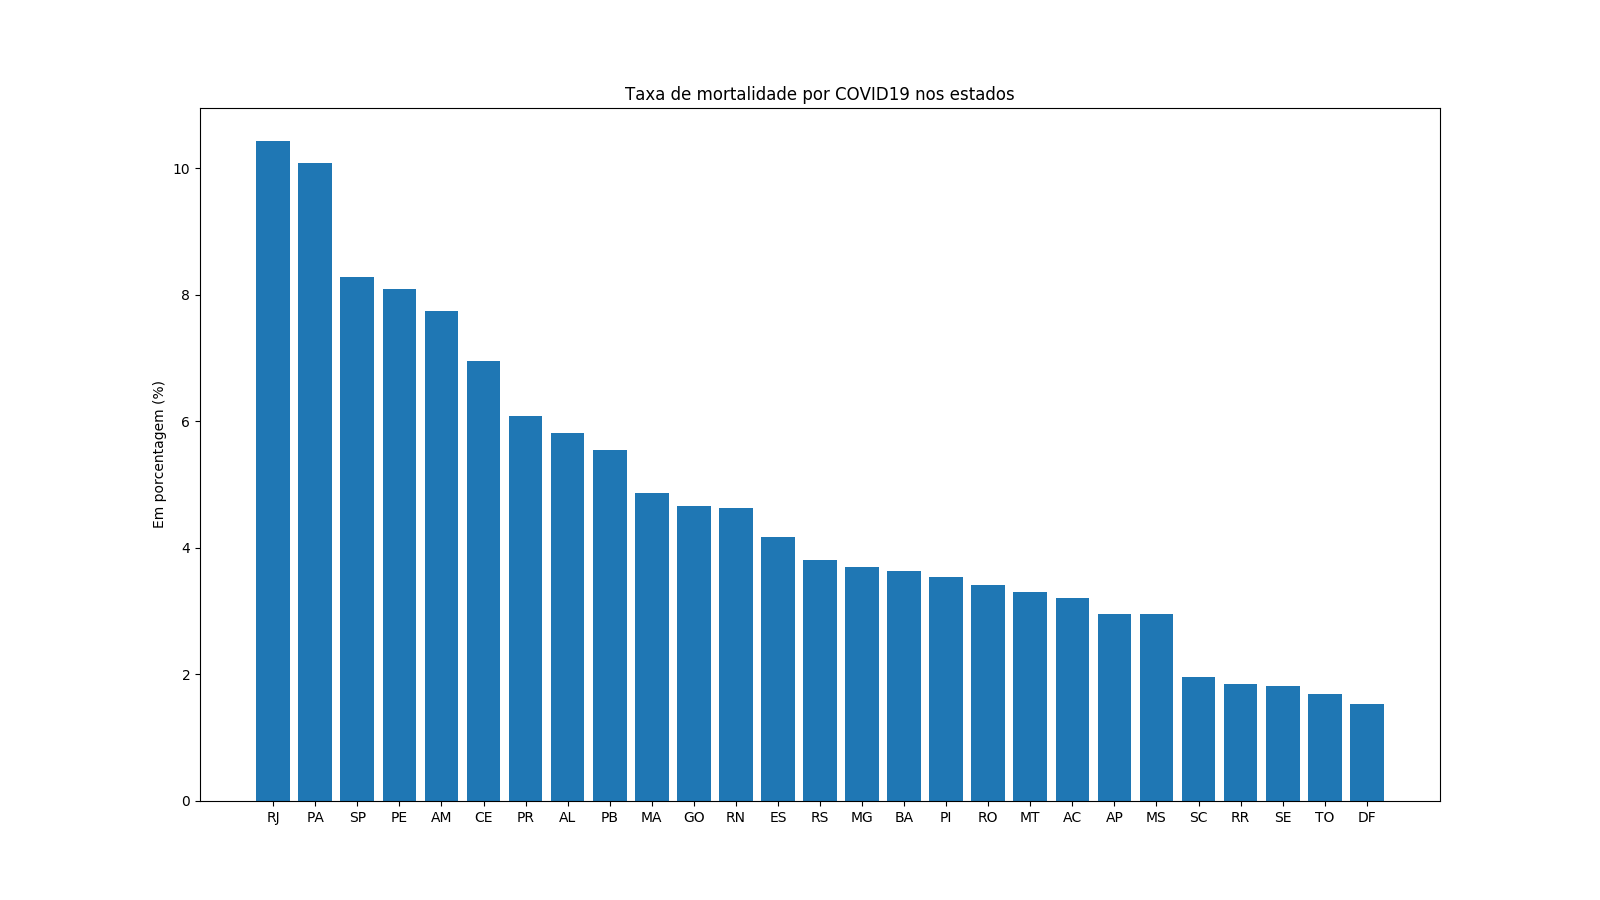 Taxa de mortalidade por COVID19 nos estados
Em porcentagem (%)
10
8
6
4
2
0
RJ PA SP PE AM CE PR AL PB MA GO RN ES RS MG BA PI RO MT AC AP MS SC RR SE TO DF